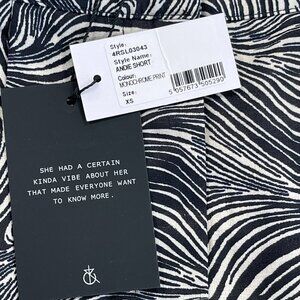 Style:
4RSL03043
Style Name:
ANDIE SHORT
Colour:
MONOCHROME PRINT
Size:
XS
5 057673 505290
SHE HAD A CERTAIN
KINDA VIBE ABOUT HER
THAT MADE EVERYONE WANT
TO KNOW MORE.